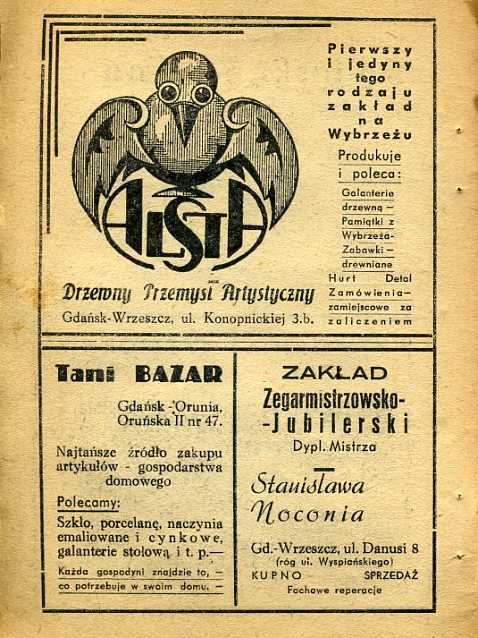 Pierwszy
i jedyny
tego
rodzaju
zakład
na
Wybrzeżu
Produkuje
i poleca:
Galanterie
drzewną —
Pamiątki z
Wybrzeża-
Zabawki —
drewniane
Hurt Detal
Zamówienia—
zamiejscowe za
zaliczeniem
ALSTA
Drzewny Przemysł Artystyczny
Gdańsk-Wrzeszcz, ul. Konopnickiej 3.b.
Tani BAZAR
Gdańsk-Orunia,
Oruńska II nr 47.
Najtańsze źródło zakupu
artykułów - gospodarstwa
domowego
Polecamy:
Szkło, porcelanę, naczynia
emaliowane i cynkowe,
galanterie stołową i t. p.—
Każda gospodyni znajdzie to, —
co potrzebuje w swoim domu. —
ZAKŁAD
Zegarmistrzowsko-
-Jubilerski
Dypl. Mistrza
Stanisława
Noconia
Gd.-Wrzeszcz, ul. Danusi 8
(róg ul. Wyspiańskiego)
KUPNO SPRZEDAŻ
Fachowe reperacje